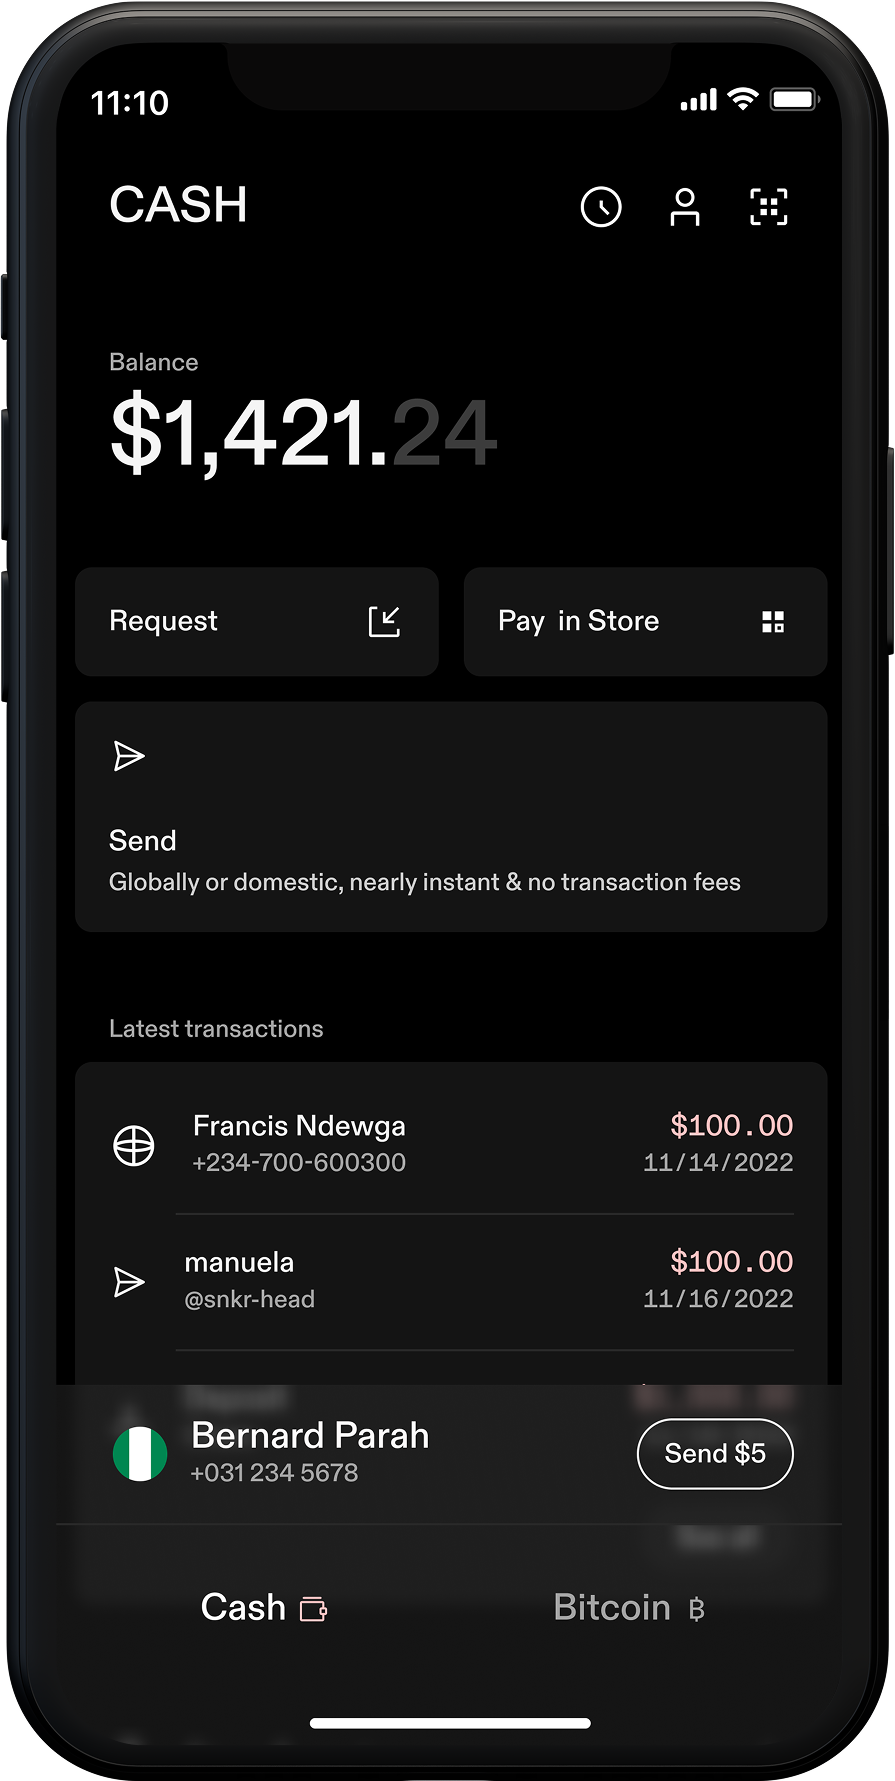 11:10
CASH
Balance
$1,421.24
Request
Pay in Store
Send
Globally or domestic, nearly instant & no transaction fees
Latest transactions
Francis Ndewga
$100.00
+234-700-600300
11/14/2022
manuela
$100.00
@snkr-head
11/16/2022
Bernard Parah
+031 234 5678
Send $5
Cash
Bitcoin ₿